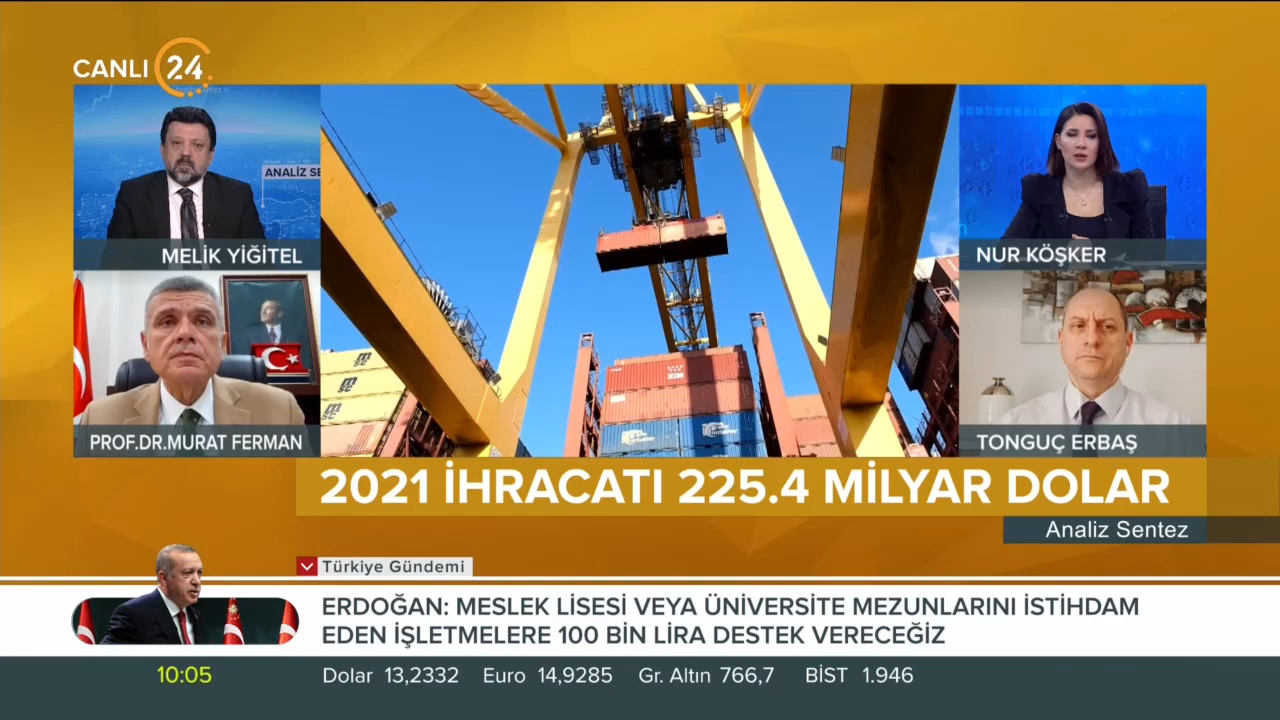 CANLI 24
ANALİZ SE
MELİK YİĞİTEL
NUR KÖŞKER
PROF.DR.MURAT FERMAN
TONGUÇ ERBAŞ
2021 İHRACATI 225.4 MİLYAR DOLAR
Analiz Sentez
Türkiye Gündemi
ERDOĞAN: MESLEK LİSESİ VEYA ÜNİVERSİTE MEZUNLARINI İSTİHDAM
EDEN İŞLETMELERE 100 BİN LİRA DESTEK VERECEĞİZ
10:05 Dolar 13,2332 Euro 14,9285 Gr. Altın 766,7 BİST 1.946